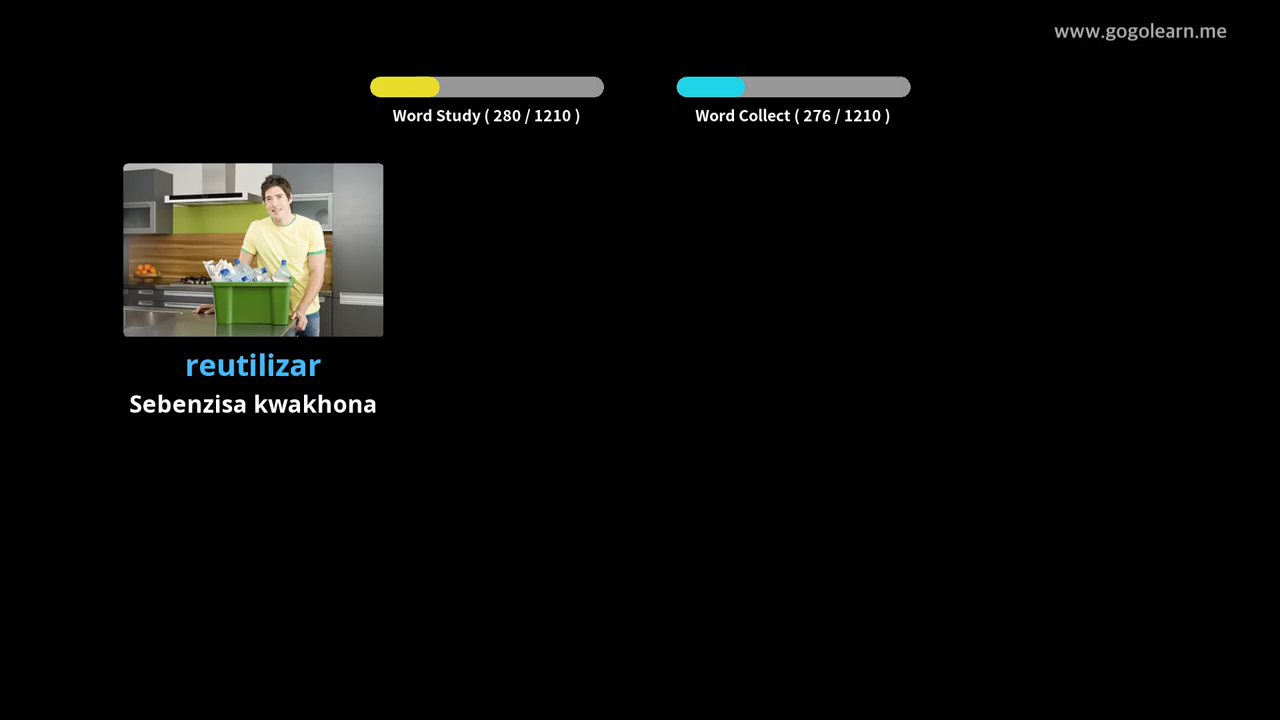 www.gogolearn.me
Word Study ( 280 / 1210 )
Word Collect ( 276 / 1210 )
reutilizar
Sebenzisa kwakhona